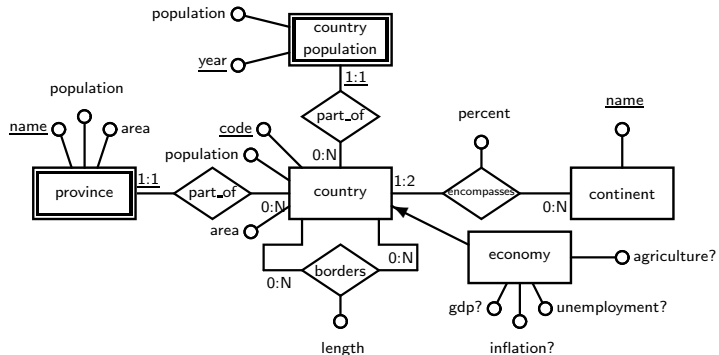 population
country
population
year
1:1
population
part_of
percent
name
name
area
code
0:N
population
1:1
1:2
province
part_of
country
encompasses
continent
0:N
0:N
area
economy
agriculture?
0:N
borders
0:N
gdp?
unemployment?
length
inflation?